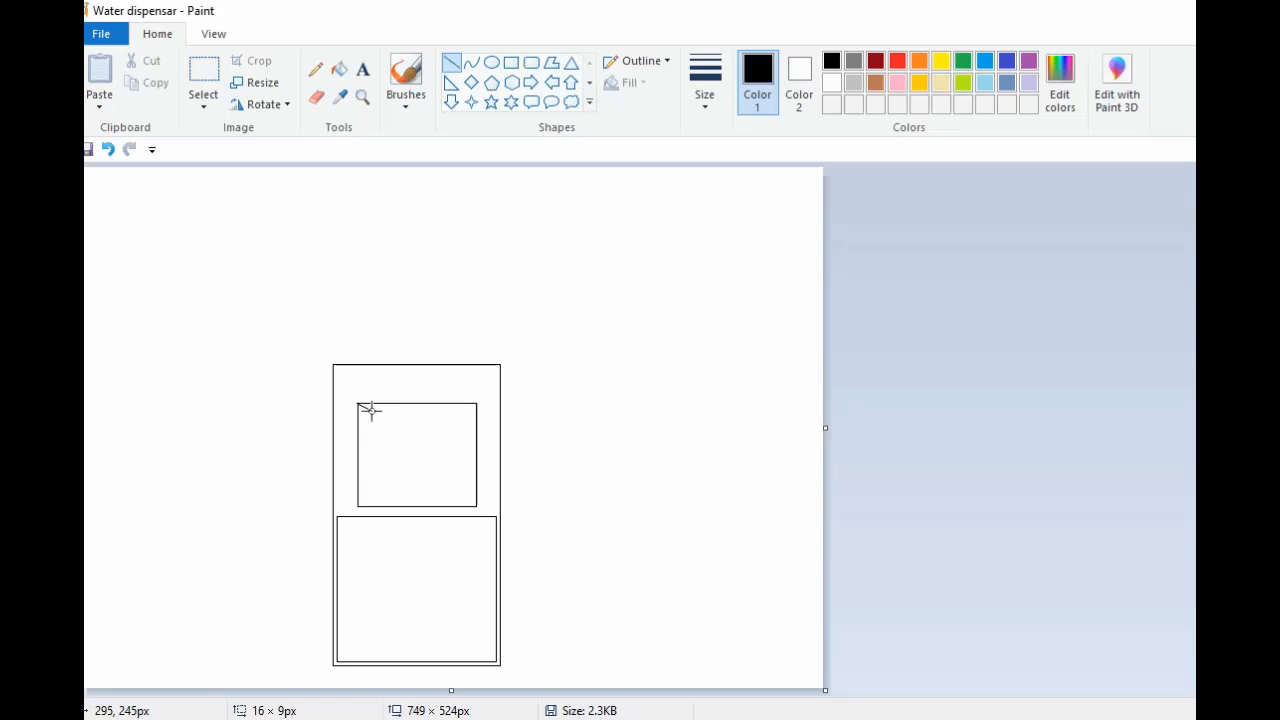 Water dispensar - Paint
File Home View
Paste
Cut
Copy
Clipboard
Select
Crop
Resize
Rotate
Image
A
Tools
Brushes
Outline
Fill
Shapes
Size
Color 1
Color 2
Edit colors
Colors
Edit with Paint 3D
295, 245px
16 × 9px
749 × 524px
Size: 2.3KB